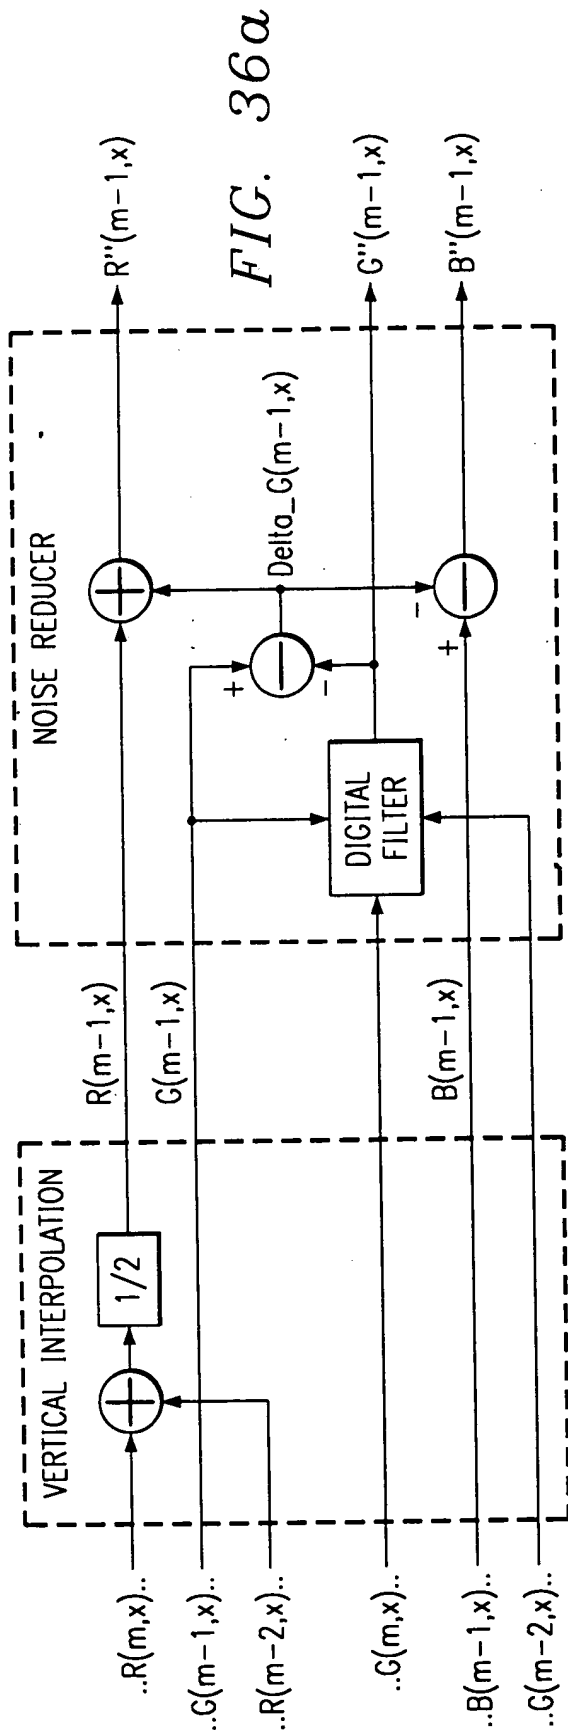 FIG. 36a
VERTICAL INTERPOLATION
NOISE REDUCER
..R(m,x)..
..G(m-1,x)..
..R(m-2,x)..
..G(m,x)..
..B(m-1,x)..
..G(m-2,x)..
1/2
R(m-1,x)
G(m-1,x)
B(m-1,x)
DIGITAL
FILTER
+
-
Delta_G(m-1,x)
-
+
R''(m-1,x)
G''(m-1,x)
B''(m-1,x)